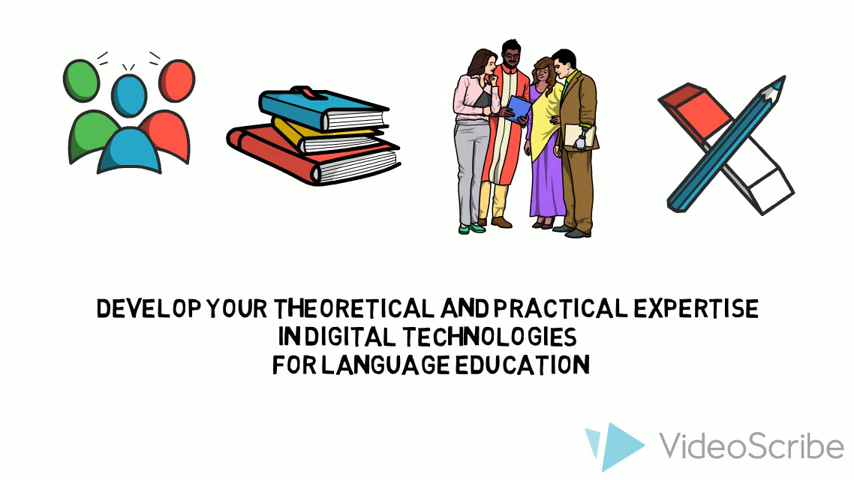 DEVELOP YOUR THEORETICAL AND PRACTICAL EXPERTISE
IN DIGITAL TECHNOLOGIES
FOR LANGUAGE EDUCATION
VideoScribe